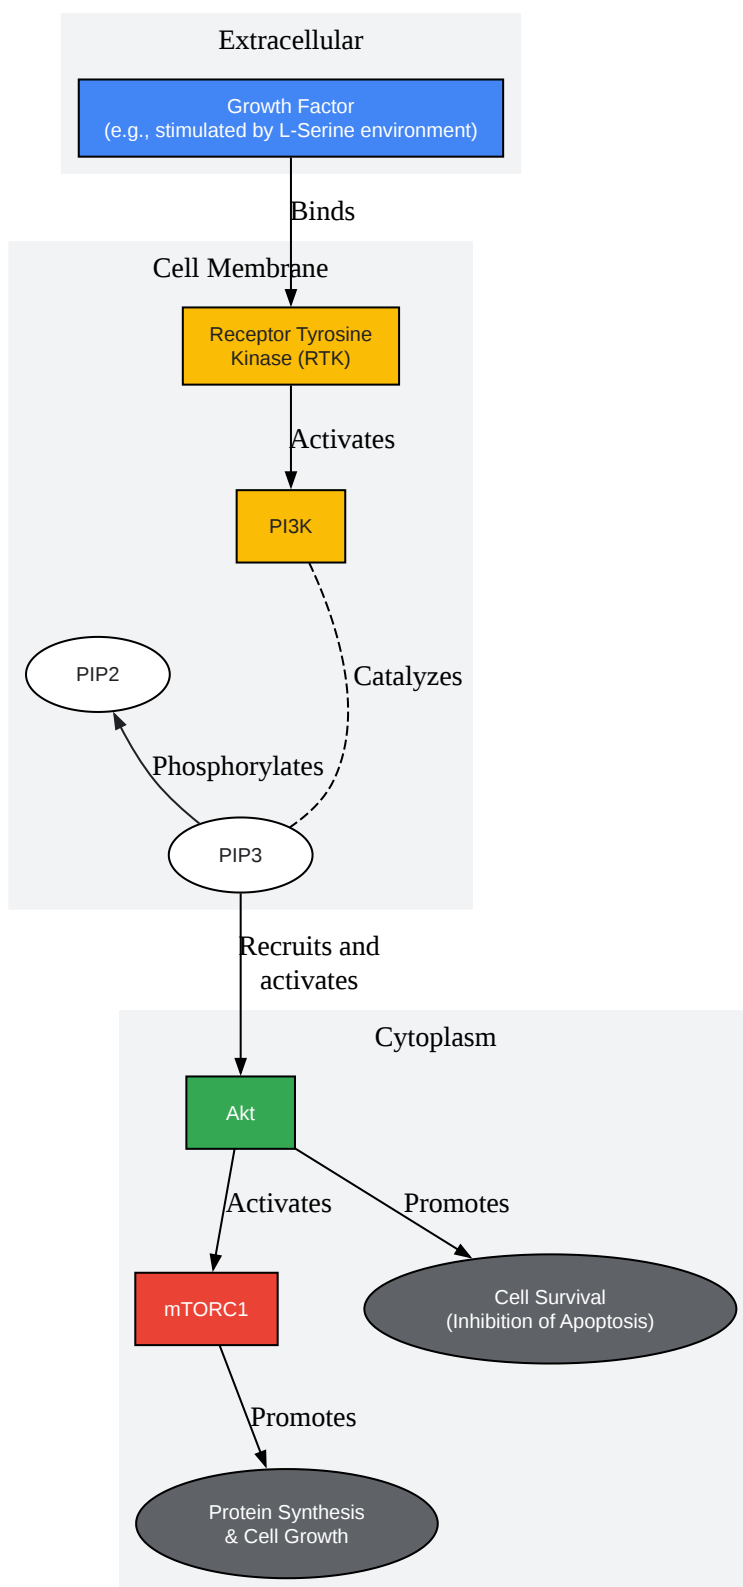 Extracellular
Growth Factor
(e.g., stimulated by L-Serine environment)
Binds
Cell Membrane
Receptor Tyrosine
Kinase (RTK)
Activates
PI3K
PIP2
Catalyzes
Phosphorylates
PIP3
Recruits and
activates
Cytoplasm
Akt
Activates
Promotes
mTORC1
Cell Survival
(Inhibition of Apoptosis)
Promotes
Protein Synthesis
& Cell Growth